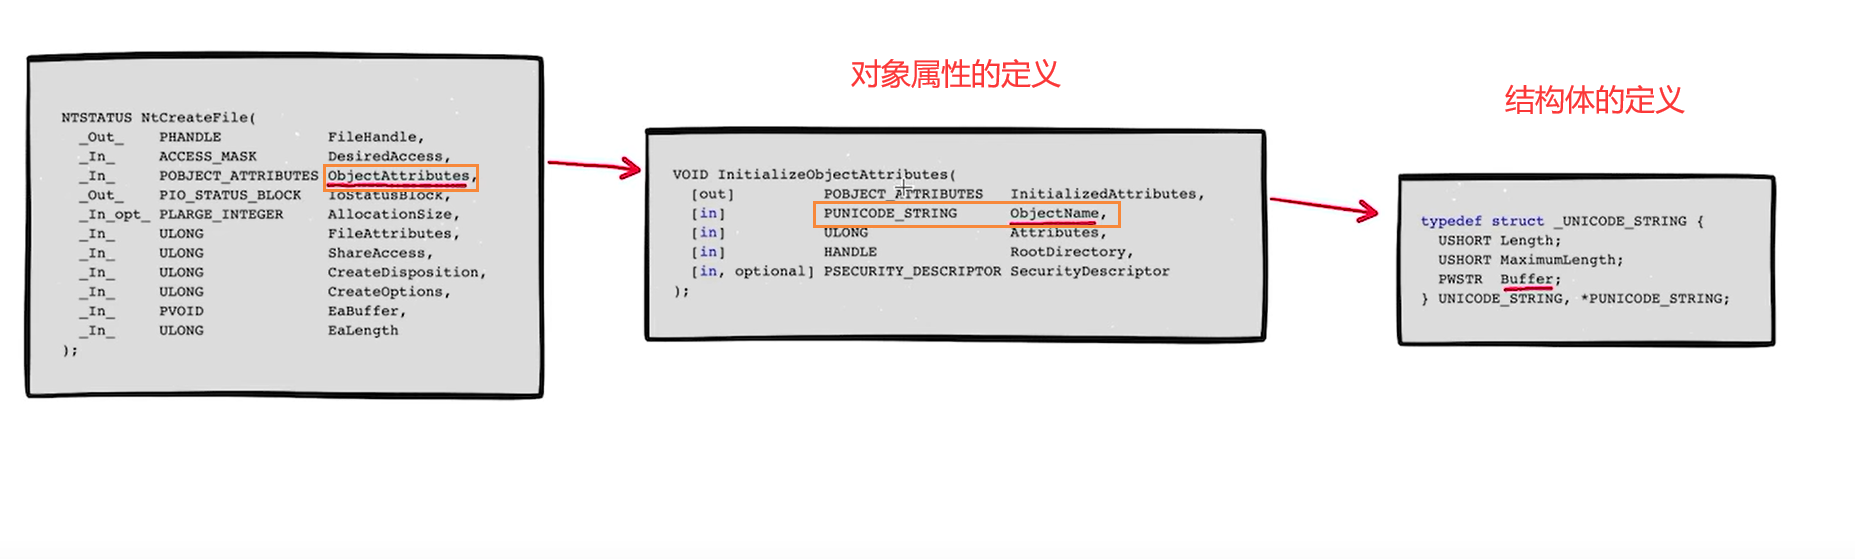 NTSTATUS NtCreateFile(
_Out_ PHANDLE FileHandle,
_In_ ACCESS_MASK DesiredAccess,
_In_ POBJECT_ATTRIBUTES ObjectAttributes,
_Out_ PIO_STATUS_BLOCK IoStatusBlock,
_In_opt_ PLARGE_INTEGER AllocationSize,
_In_ ULONG FileAttributes,
_In_ ULONG ShareAccess,
_In_ ULONG CreateDisposition,
_In_ ULONG CreateOptions,
_In_ PVOID EaBuffer,
_In_ ULONG EaLength
);
对象属性的定义
VOID InitializeObjectAttributes(
[out] POBJECT_ATTRIBUTES InitializedAttributes,
[in] PUNICODE_STRING ObjectName,
[in] ULONG Attributes,
[in] HANDLE RootDirectory,
[in, optional] PSECURITY_DESCRIPTOR SecurityDescriptor
);
结构体的定义
typedef struct _UNICODE_STRING {
USHORT Length;
USHORT MaximumLength;
PWSTR Buffer;
} UNICODE_STRING, *PUNICODE_STRING;